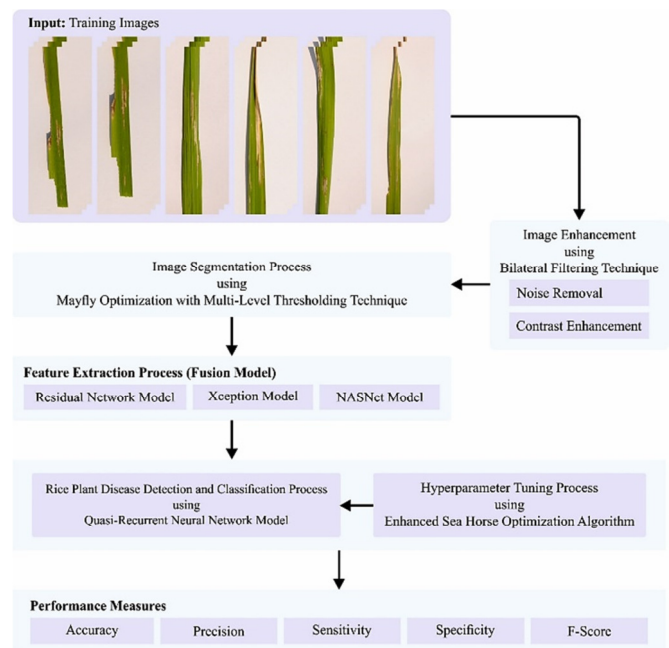 Input: Training Images
Image Enhancement
using
Bilateral Filtering Technique
Noise Removal
Contrast Enhancement
Image Segmentation Process
using
Mayfly Optimization with Multi-Level Thresholding Technique
Feature Extraction Process (Fusion Model)
Residual Network Model
Xception Model
NASNet Model
Rice Plant Disease Detection and Classification Process
using
Quasi-Recurrent Neural Network Model
Hyperparameter Tuning Process
using
Enhanced Sea Horse Optimization Algorithm
Performance Measures
Accuracy
Precision
Sensitivity
Specificity
F-Score